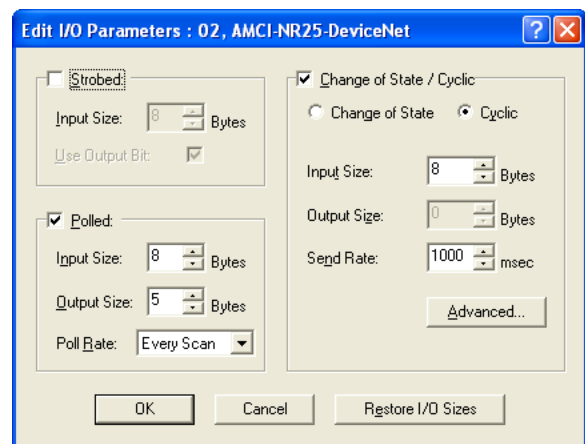 Edit I/O Parameters : 02, AMCI-NR25-DeviceNet
Strobed:
Input Size: 8 Bytes
Use Output Bit:
Polled:
Input Size: 8 Bytes
Output Size: 5 Bytes
Poll Rate: Every Scan
Change of State / Cyclic
Change of State Cyclic
Input Size: 8 Bytes
Output Size: 0 Bytes
Send Rate: 1000 msec
Advanced...
OK Cancel Restore I/O Sizes